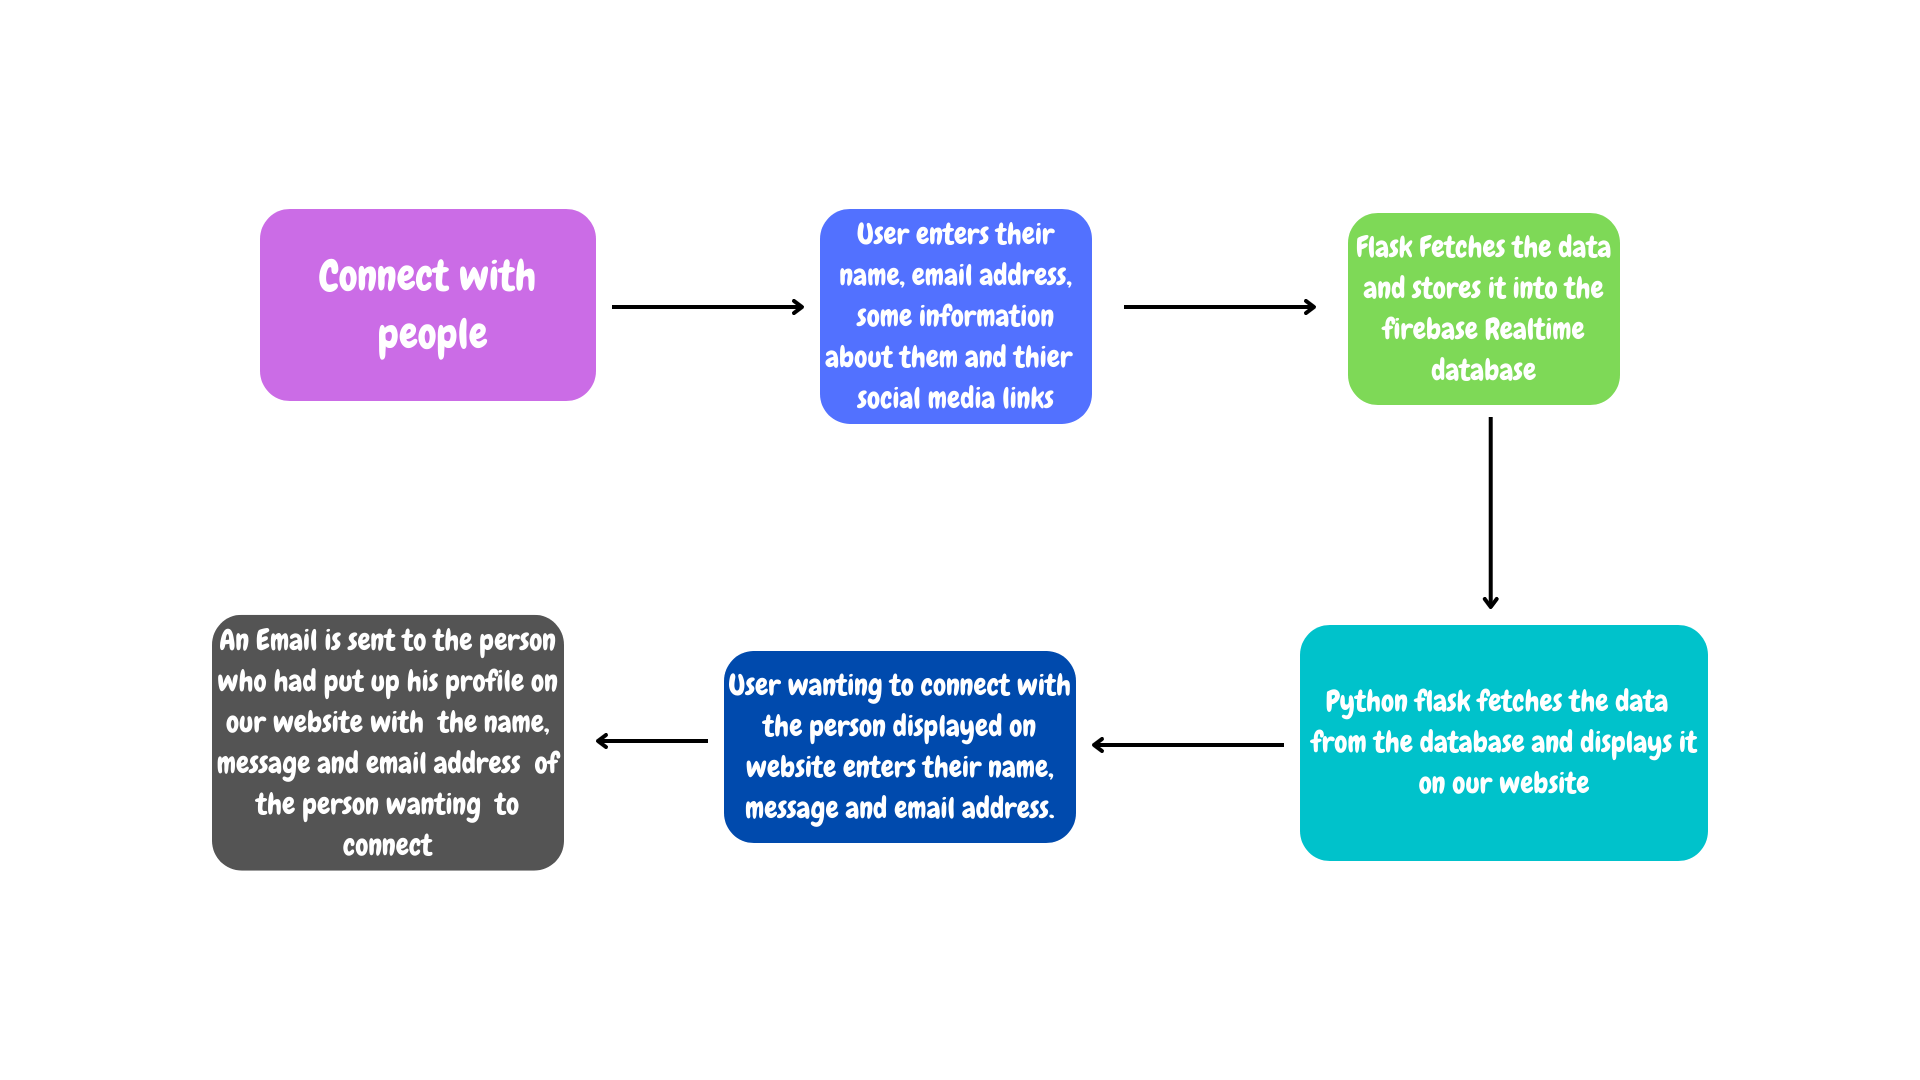 Connect with
people
User enters their
name, email address,
some information
about them and thier
social media links
Flask Fetches the data
and stores it into the
firebase Realtime
database
Python flask fetches the data
from the database and displays it
on our website
User wanting to connect with
the person displayed on
website enters their name,
message and email address.
An Email is sent to the person
who had put up his profile on
our website with the name,
message and email address of
the person wanting to
connect